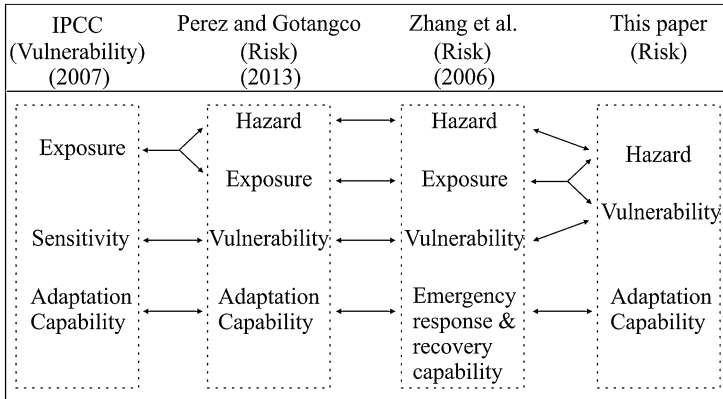 IPCC
(Vulnerability)
(2007)
Perez and Gotangco
(Risk)
(2013)
Zhang et al.
(Risk)
(2006)
This paper
(Risk)
Exposure
Sensitivity
Adaptation
Capability
Hazard
Exposure
Vulnerability
Adaptation
Capability
Hazard
Exposure
Vulnerability
Emergency
response &
recovery
capability
Hazard
Vulnerability
Adaptation
Capability